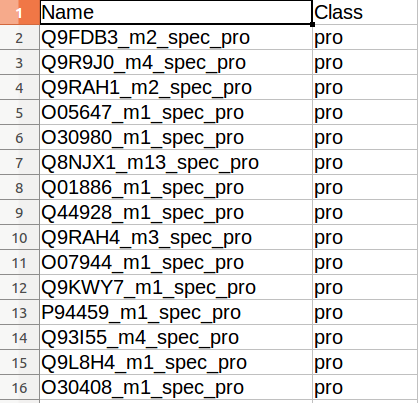 1 Name Class
2 Q9FDB3_m2_spec_pro pro
3 Q9R9J0_m4_spec_pro pro
4 Q9RAH1_m2_spec_pro pro
5 O05647_m1_spec_pro pro
6 O30980_m1_spec_pro pro
7 Q8NJX1_m13_spec_pro pro
8 Q01886_m1_spec_pro pro
9 Q44928_m1_spec_pro pro
10 Q9RAH4_m3_spec_pro pro
11 O07944_m1_spec_pro pro
12 Q9KWY7_m1_spec_pro pro
13 P94459_m1_spec_pro pro
14 Q93I55_m4_spec_pro pro
15 Q9L8H4_m1_spec_pro pro
16 O30408_m1_spec_pro pro